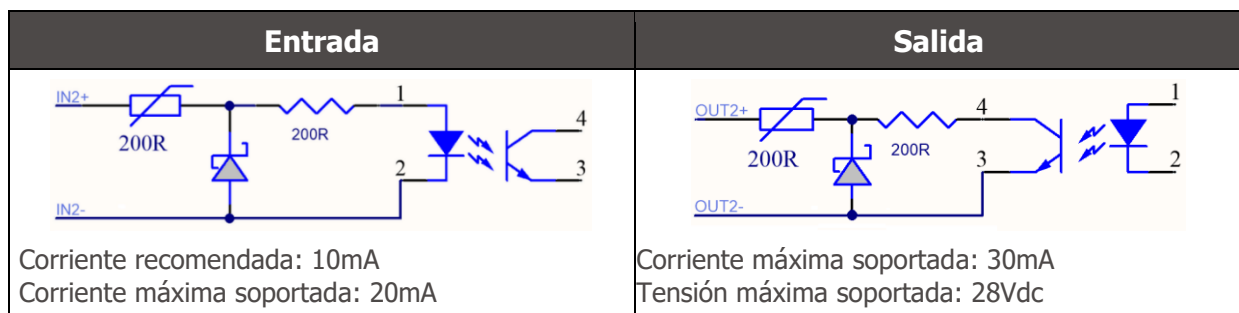 Entrada
Salida
IN2+
200R
200R
1
2
4
3
IN2-
Corriente recomendada: 10mA
Corriente máxima soportada: 20mA
OUT2+
200R
200R
4
3
1
2
OUT2-
Corriente máxima soportada: 30mA
Tensión máxima soportada: 28Vdc